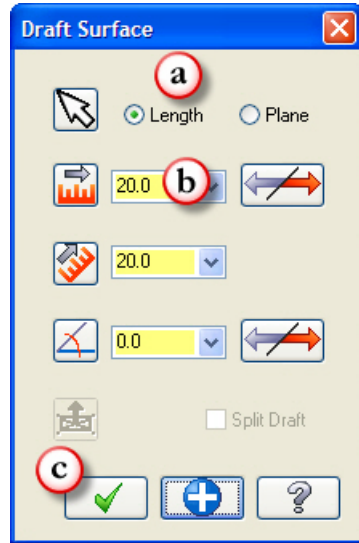 Draft Surface
a
Length Plane
20.0 b
20.0
0.0
Split Draft
c
?